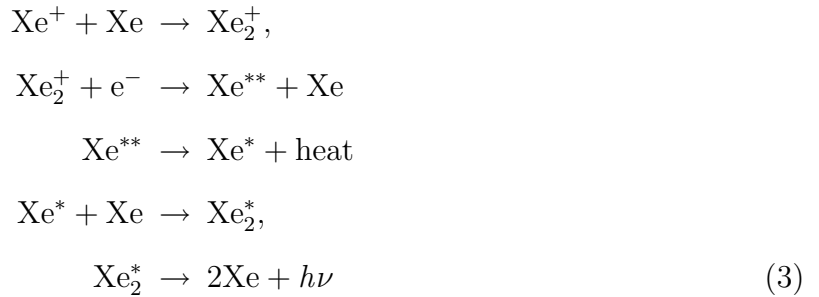 Xe⁺ + Xe → Xe₂⁺,
Xe₂⁺ + e⁻ → Xe** + Xe
Xe** → Xe* + heat
Xe* + Xe → Xe₂*,
Xe₂* → 2Xe + hν (3)